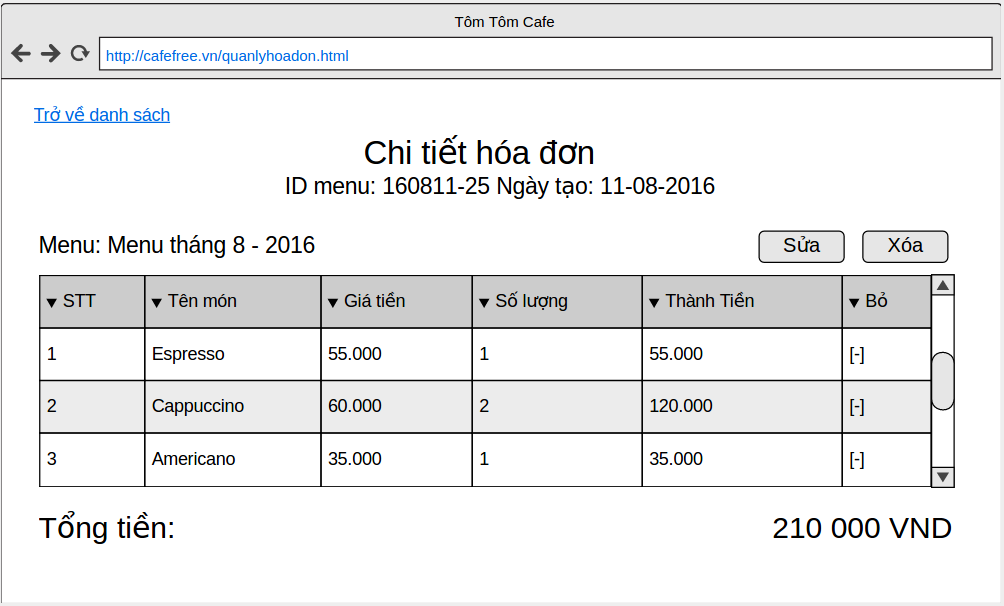 Tôm Tôm Cafe
http://cafefree.vn/quanlyhoadon.html
Trở về danh sách
Chi tiết hóa đơn
ID menu: 160811-25 Ngày tạo: 11-08-2016
Menu: Menu tháng 8 - 2016 Sửa Xóa
STT Tên món Giá tiền Số lượng Thành Tiền Bỏ
1 Espresso 55.000 1 55.000 [-]
2 Cappuccino 60.000 2 120.000 [-]
3 Americano 35.000 1 35.000 [-]
Tổng tiền: 210 000 VND